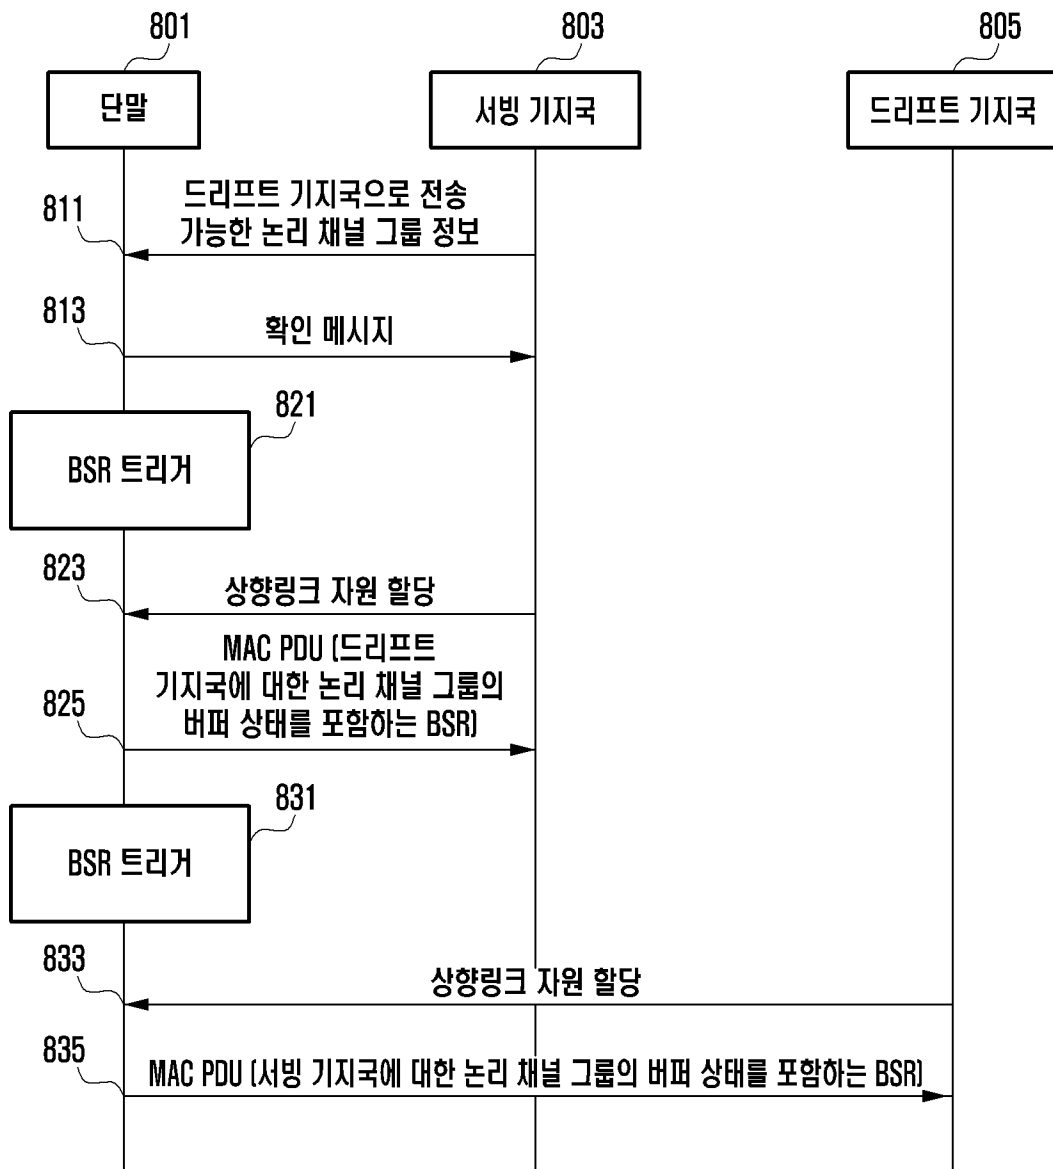 801
803
805
단말
서빙 기지국
드리프트 기지국
811
드리프트 기지국으로 전송
가능한 논리 채널 그룹 정보
813
확인 메시지
821
BSR 트리거
823
상향링크 자원 할당
825
MAC PDU (드리프트
기지국에 대한 논리 채널 그룹의
버퍼 상태를 포함하는 BSR)
831
BSR 트리거
833
상향링크 자원 할당
835
MAC PDU (서빙 기지국에 대한 논리 채널 그룹의 버퍼 상태를 포함하는 BSR)